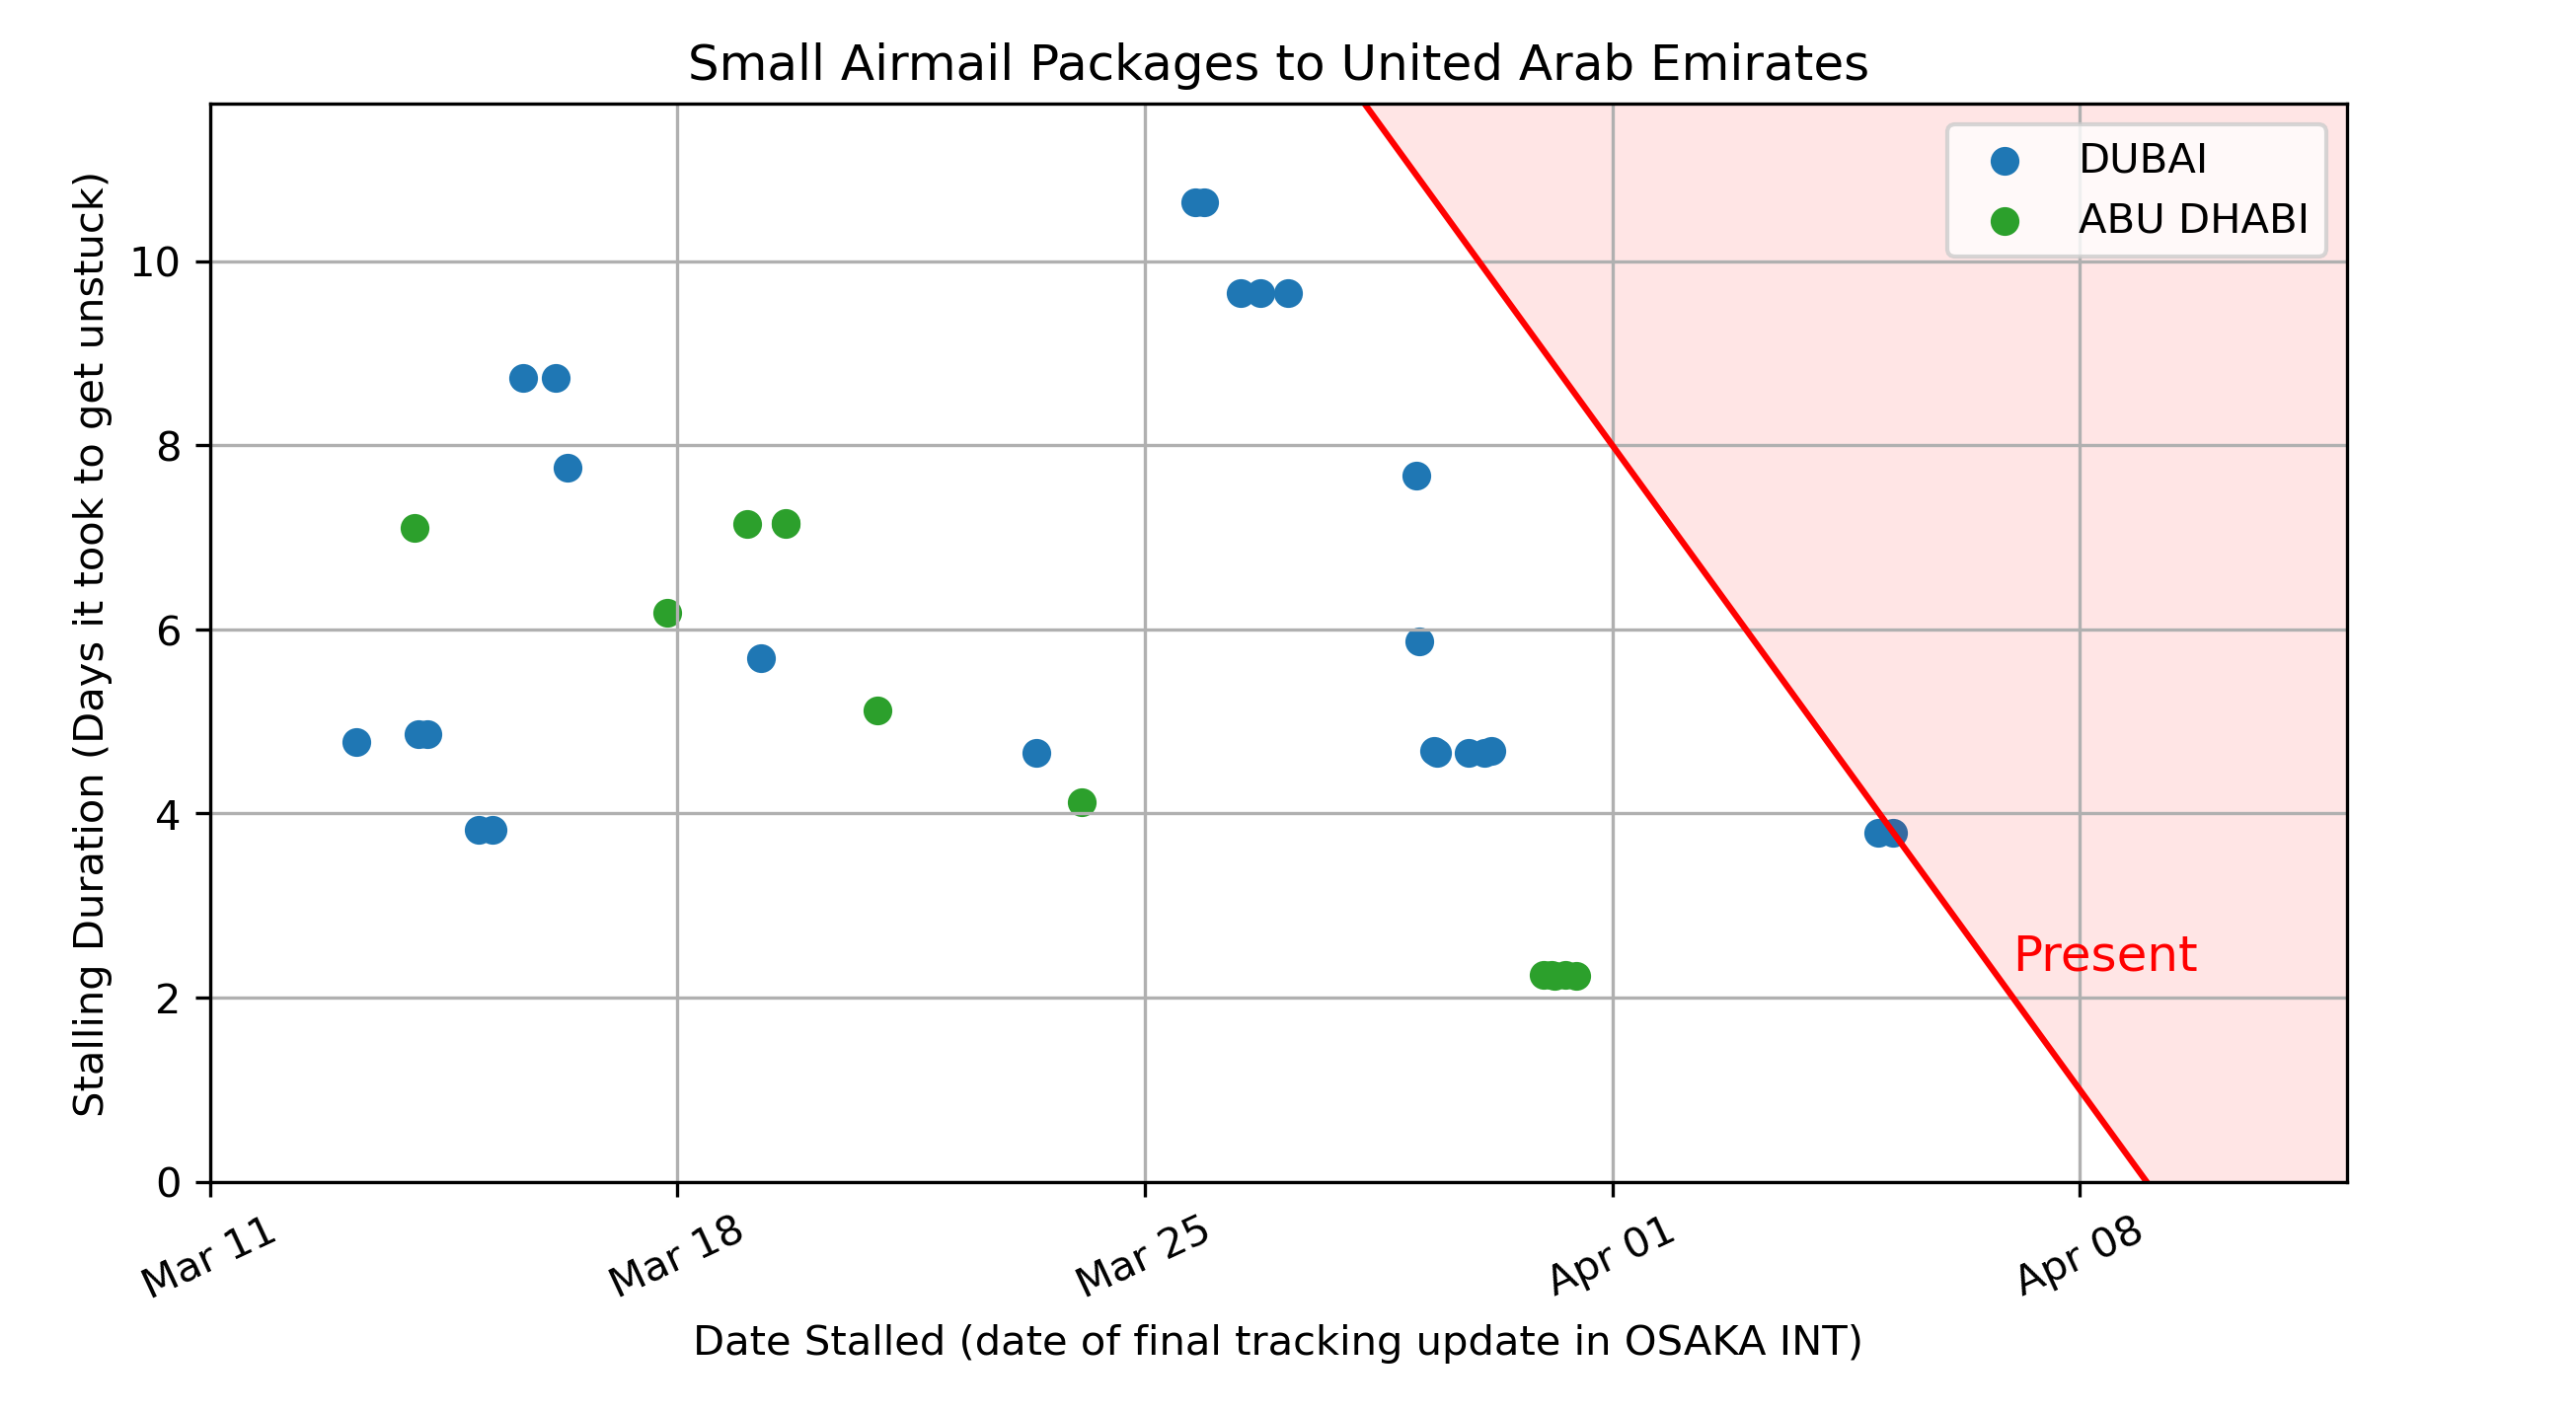 Small Airmail Packages to United Arab Emirates
DUBAI
ABU DHABI
Stalling Duration (Days it took to get unstuck)
10
8
6
4
2
0
Present
Mar 11
Mar 18
Mar 25
Apr 01
Apr 08
Date Stalled (date of final tracking update in OSAKA INT)